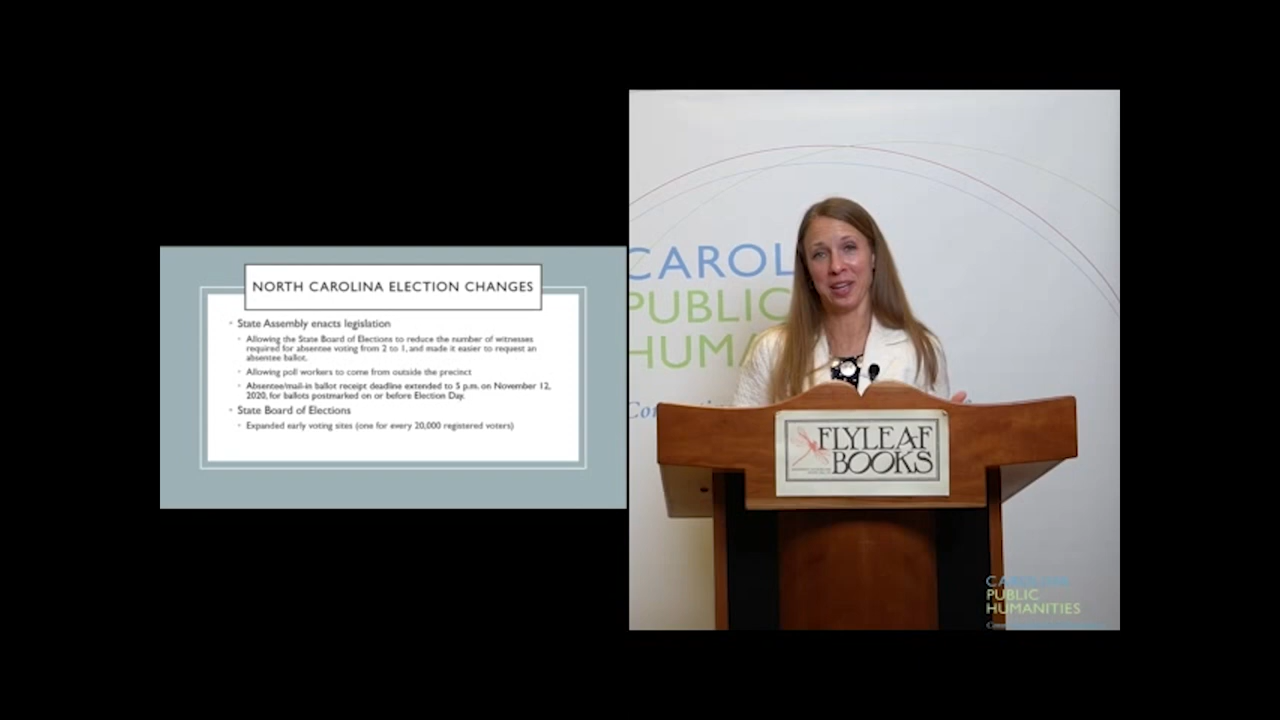 NORTH CAROLINA ELECTION CHANGES
State Assembly enacts legislation
Allowing the State Board of Elections to reduce the number of witnesses
required for absentee voting from 2 to 1, and made it easier to request an
absentee ballot.
Allowing poll workers to come from outside the precinct
Absentee/mail-in ballot receipt deadline extended to 5 p.m. on November 12,
2020, for ballots postmarked on or before Election Day.
State Board of Elections
Expanded early voting sites (one for every 20,000 registered voters)
CAROL
PUBLIC
HUMA
FLYLEAF
BOOKS
CAROLINA
PUBLIC
HUMANITIES